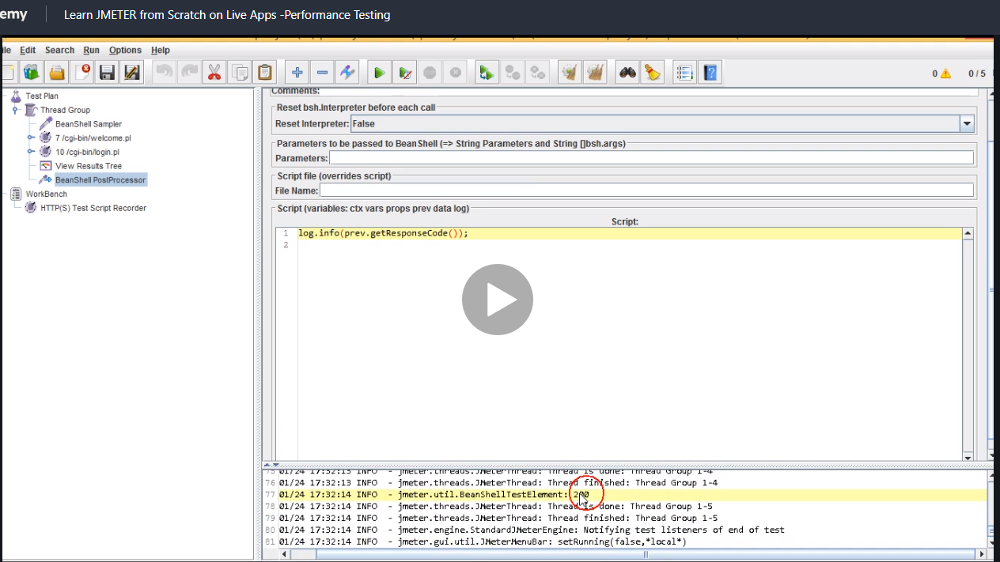 emy Learn JMETER from Scratch on Live Apps -Performance Testing
ile Edit Search Run Options Help
0 0 / 5
Test Plan
Thread Group
BeanShell Sampler
7 /cgi-bin/welcome.pl
10 /cgi-bin/login.pl
View Results Tree
BeanShell PostProcessor
WorkBench
HTTP(S) Test Script Recorder
Comments:
Reset bsh.Interpreter before each call
Reset Interpreter: False
Parameters to be passed to BeanShell (=> String Parameters and String []bsh.args)
Parameters:
Script file (overrides script)
File Name:
Script (variables: ctx vars props prev data log)
Script:
1 log.info(prev.getResponseCode());
2
75 01/24 17:32:13 INFO - jmeter.threads.JMeterThread: Thread is done: Thread Group 1-4
76 01/24 17:32:13 INFO - jmeter.threads.JMeterThread: Thread finished: Thread Group 1-4
77 01/24 17:32:14 INFO - jmeter.util.BeanShellTestElement: 200
78 01/24 17:32:14 INFO - jmeter.threads.JMeterThread: Thread is done: Thread Group 1-5
79 01/24 17:32:14 INFO - jmeter.threads.JMeterThread: Thread finished: Thread Group 1-5
80 01/24 17:32:14 INFO - jmeter.engine.StandardJMeterEngine: Notifying test listeners of end of test
81 01/24 17:32:14 INFO - jmeter.gui.util.JMeterMenuBar: setRunning(false,*local*)